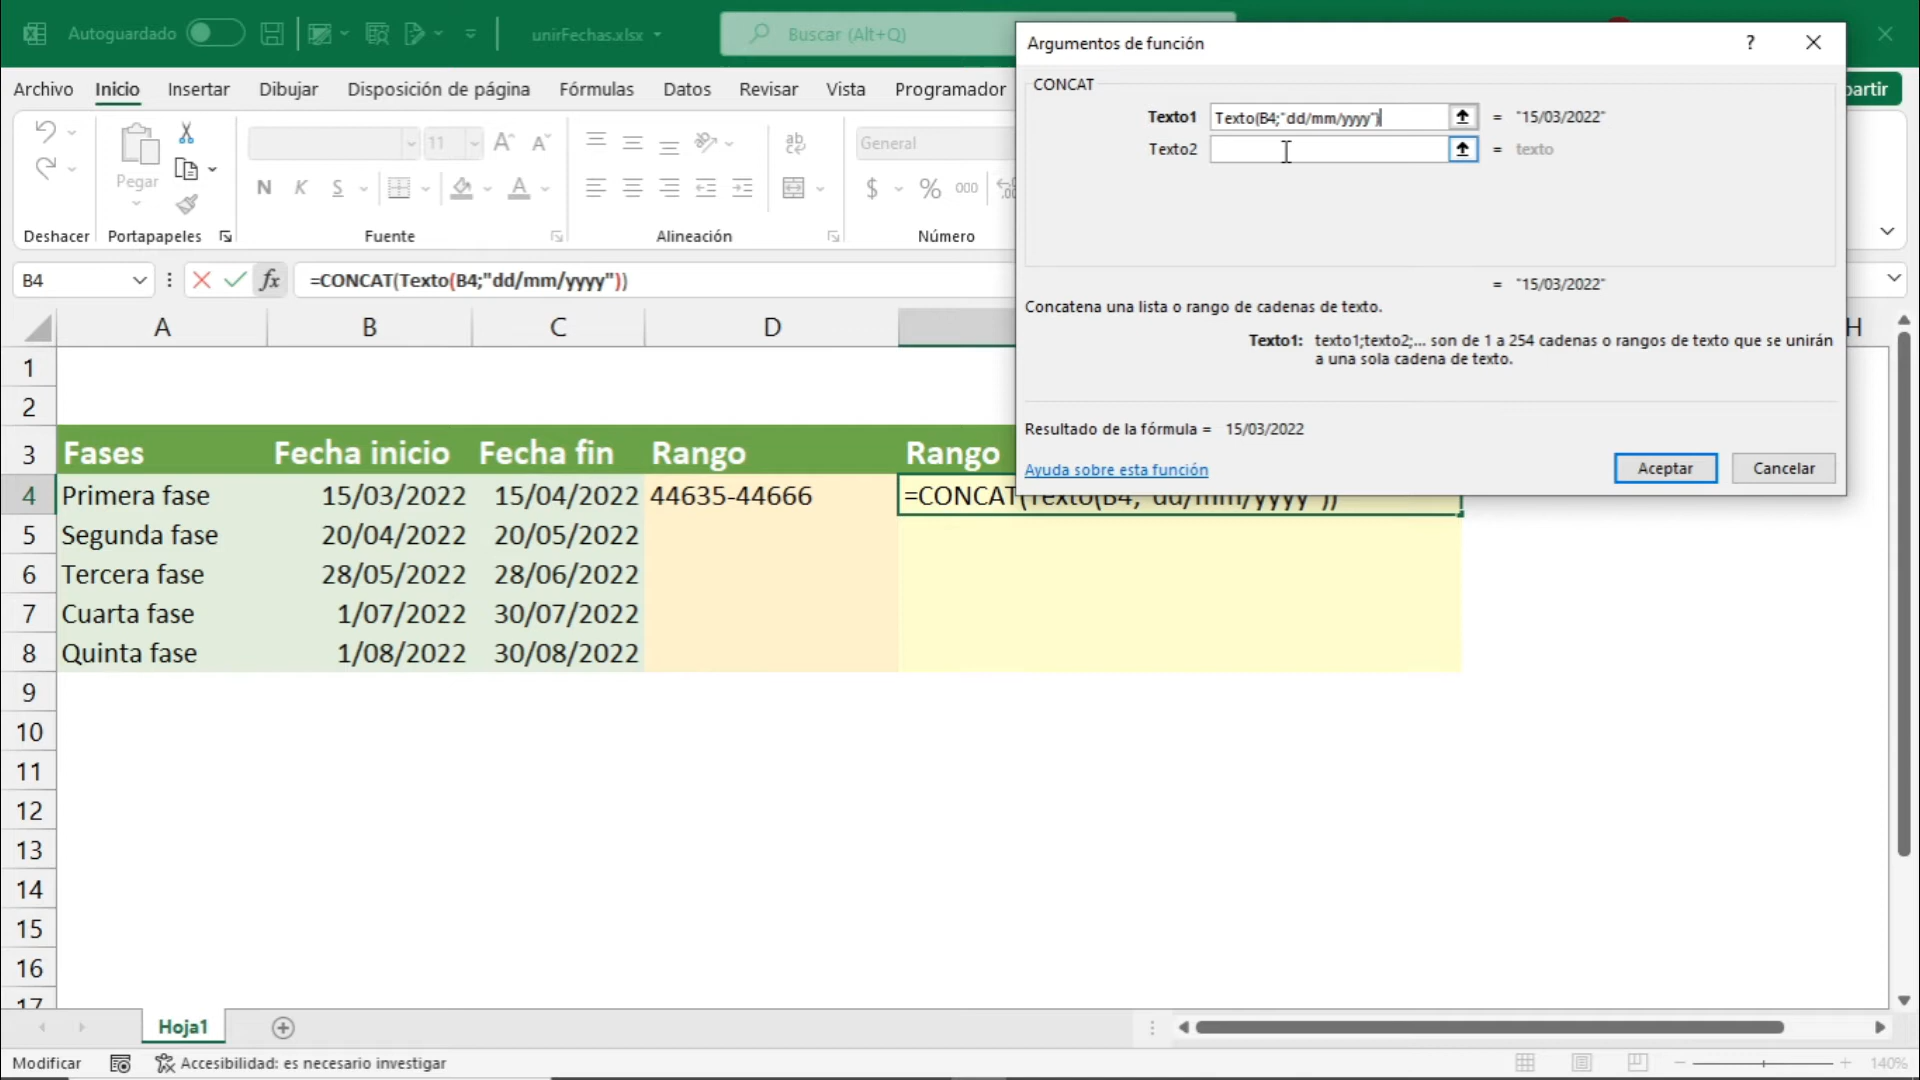 Autoguardado
unirFechas.xlsx
Buscar (Alt+Q)
Archivo Inicio Insertar Dibujar Disposición de página Fórmulas Datos Revisar Vista Programador
partir
Pegar
11
General
N K S
$ % 000
Deshacer Portapapeles Fuente Alineación Número
Argumentos de función ? 
CONCAT
Texto1 Texto(B4;"dd/mm/yyyy") = "15/03/2022"
Texto2 = texto
= "15/03/2022"
Concatena una lista o rango de cadenas de texto.
Texto1: texto1;texto2;... son de 1 a 254 cadenas o rangos de texto que se unirán
a una sola cadena de texto.
Resultado de la fórmula = 15/03/2022
Ayuda sobre esta función Aceptar Cancelar
B4 fx =CONCAT(Texto(B4;"dd/mm/yyyy"))
A B C D H
1
2
3 Fases Fecha inicio Fecha fin Rango Rango
4 Primera fase 15/03/2022 15/04/2022 44635-44666 =CONCAT(Texto(B4;"dd/mm/yyyy"))
5 Segunda fase 20/04/2022 20/05/2022
6 Tercera fase 28/05/2022 28/06/2022
7 Cuarta fase 1/07/2022 30/07/2022
8 Quinta fase 1/08/2022 30/08/2022
9
10
11
12
13
14
15
16
17
Hoja1
Modificar Accesibilidad: es necesario investigar 140%